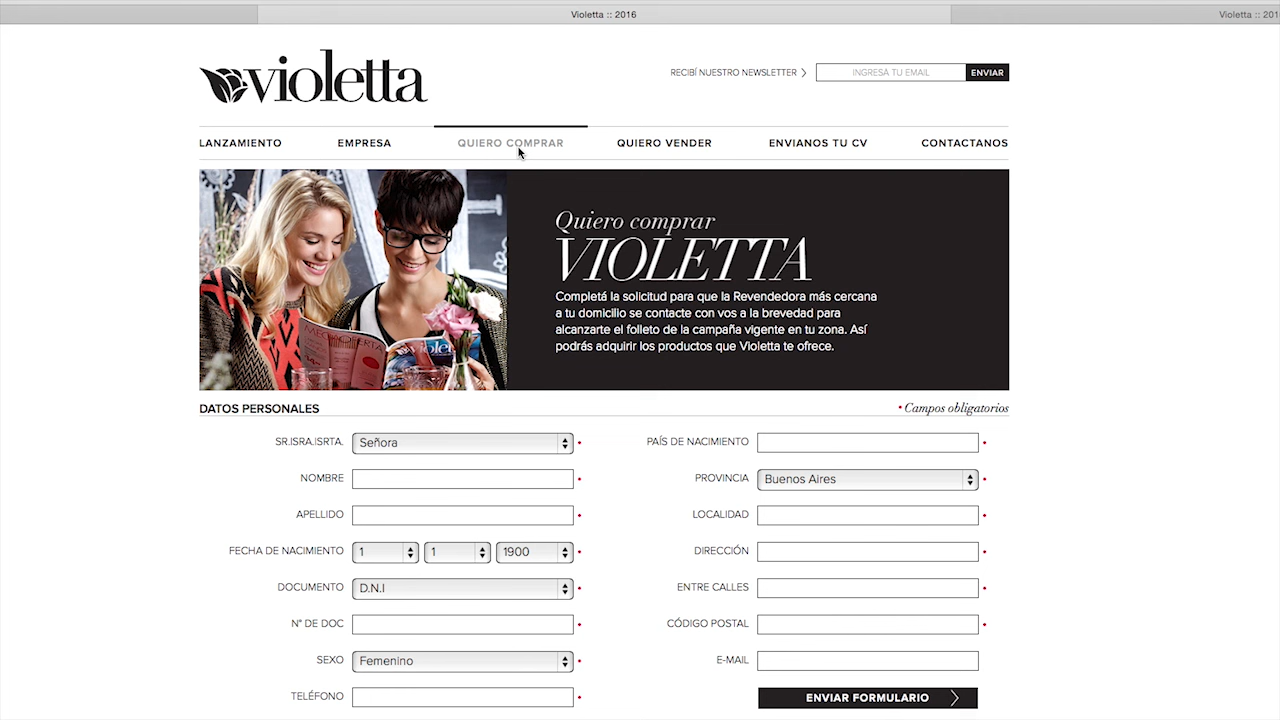 Violetta :: 2016
Violetta :: 201
violetta
RECIBÍ NUESTRO NEWSLETTER
INGRESA TU EMAIL
ENVIAR
LANZAMIENTO
EMPRESA
QUIERO COMPRAR
QUIERO VENDER
ENVIANOS TU CV
CONTACTANOS
Quiero comprar
VIOLETTA
Completá la solicitud para que la Revendedora más cercana
a tu domicilio se contacte con vos a la brevedad para
alcanzarte el folleto de la campaña vigente en tu zona. Así
podrás adquirir los productos que Violetta te ofrece.
DATOS PERSONALES
• Campos obligatorios
SR.ISRA.ISRTA.
Señora
•
NOMBRE
•
APELLIDO
•
FECHA DE NACIMIENTO
1
1
1900
•
DOCUMENTO
D.N.I
•
N° DE DOC
•
SEXO
Femenino
•
TELÉFONO
•
PAÍS DE NACIMIENTO
•
PROVINCIA
Buenos Aires
•
LOCALIDAD
•
DIRECCIÓN
•
ENTRE CALLES
•
CÓDIGO POSTAL
•
E-MAIL
ENVIAR FORMULARIO